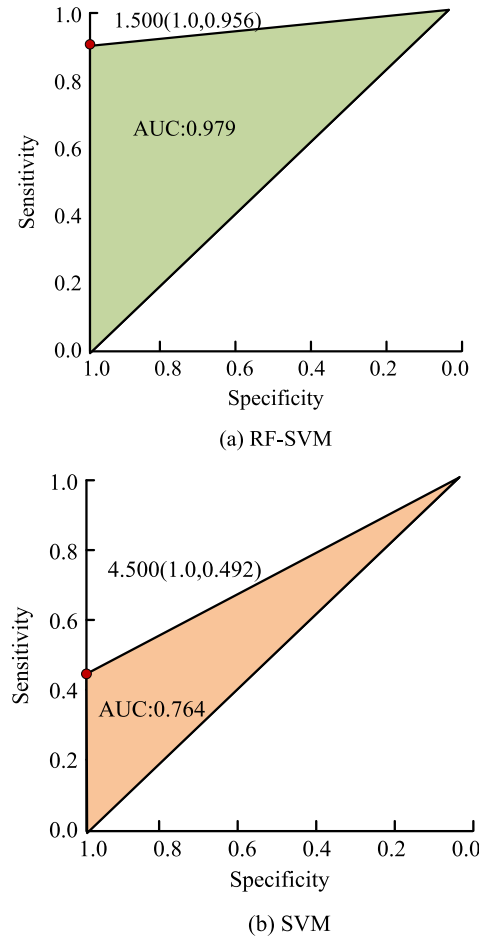 1.0
1.500(1.0,0.956)
0.8
AUC:0.979
0.6
Sensitivity
0.4
0.2
0.0
1.0 0.8 0.6 0.4 0.2 0.0
Specificity
(a) RF-SVM
1.0
0.8
4.500(1.0,0.492)
0.6
Sensitivity
0.4
AUC:0.764
0.2
0.0
1.0 0.8 0.6 0.4 0.2 0.0
Specificity
(b) SVM